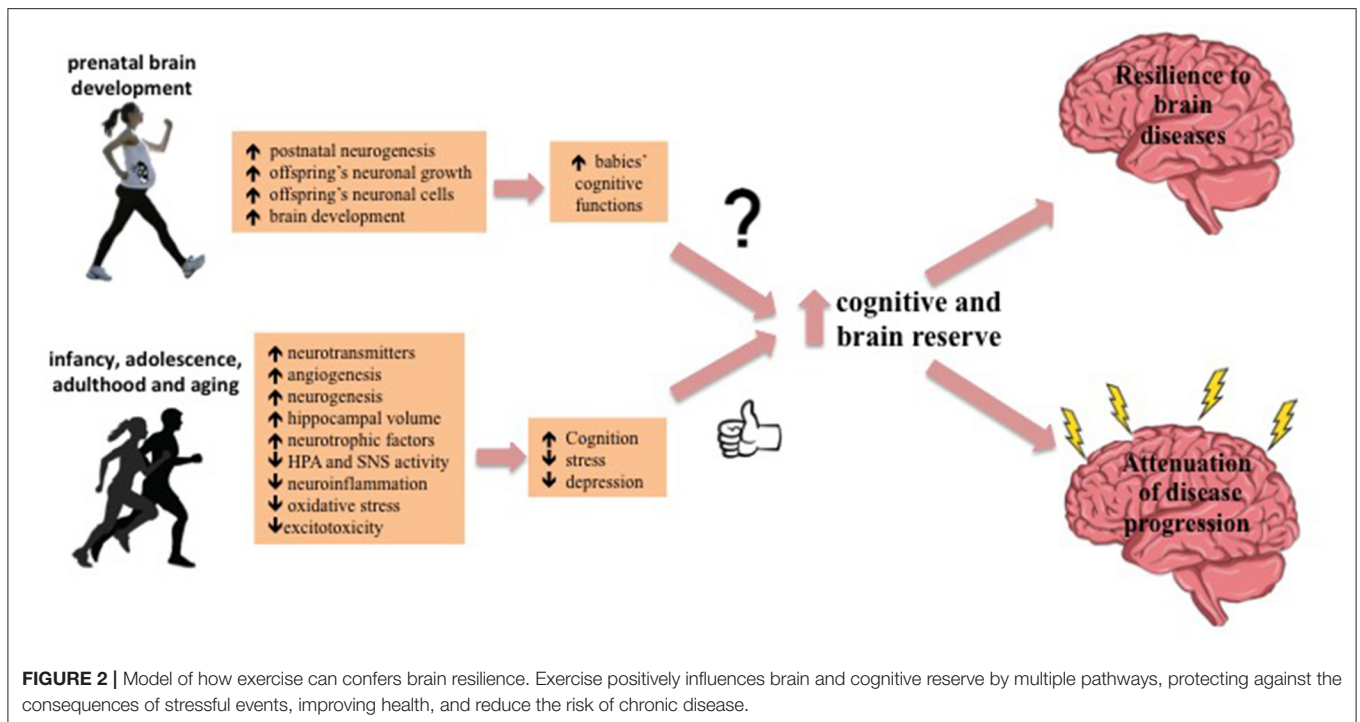 prenatal brain
development
↑ postnatal neurogenesis
↑ offspring's neuronal growth
↑ offspring's neuronal cells
↑ brain development
↑ babies'
cognitive
functions
?
infancy, adolescence,
adulthood and aging
↑ neurotransmitters
↑ angiogenesis
↑ neurogenesis
↑ hippocampal volume
↑ neurotrophic factors
↓ HPA and SNS activity
↓ neuroinflammation
↓ oxidative stress
↓ excitotoxicity
↑ Cognition
↓ stress
↓ depression
cognitive and
brain reserve
Resilience to
brain
diseases
Attenuation
of disease
progression
FIGURE 2 | Model of how exercise can confers brain resilience. Exercise positively influences brain and cognitive reserve by multiple pathways, protecting against the
consequences of stressful events, improving health, and reduce the risk of chronic disease.